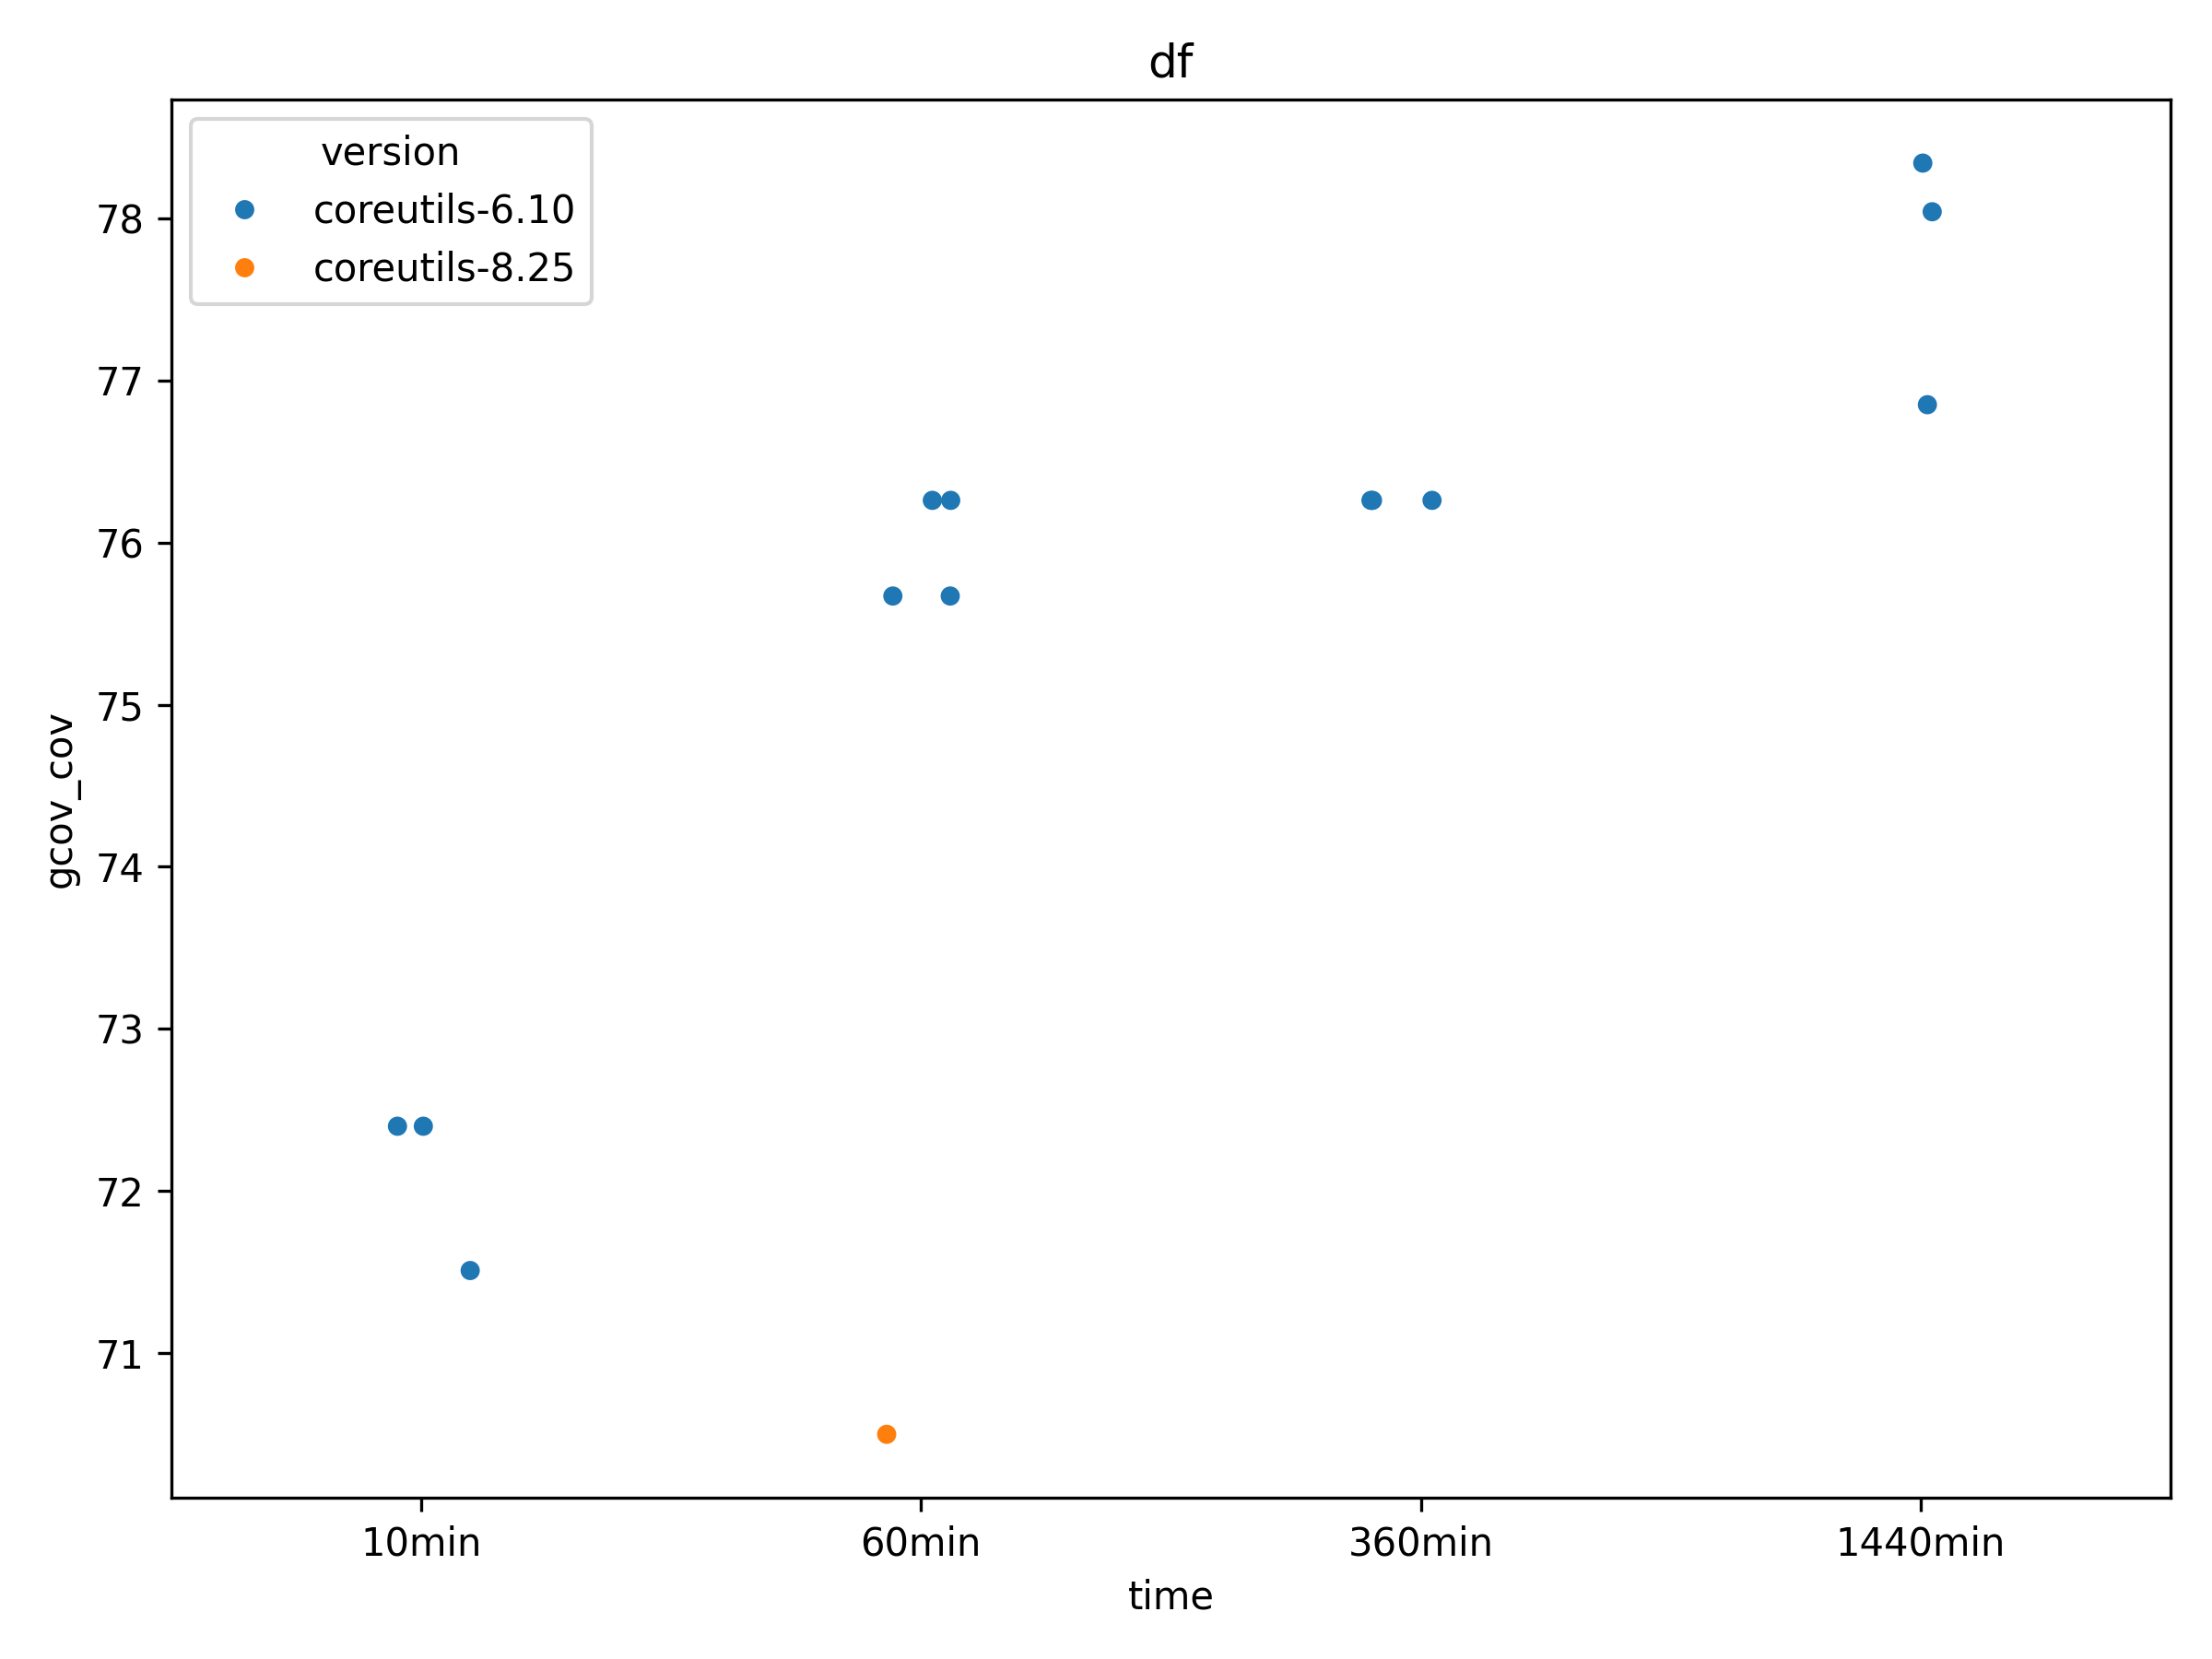 df
version
coreutils-6.10
coreutils-8.25
78
77
76
75
74
73
72
71
gcov_cov
10min
60min
360min
1440min
time